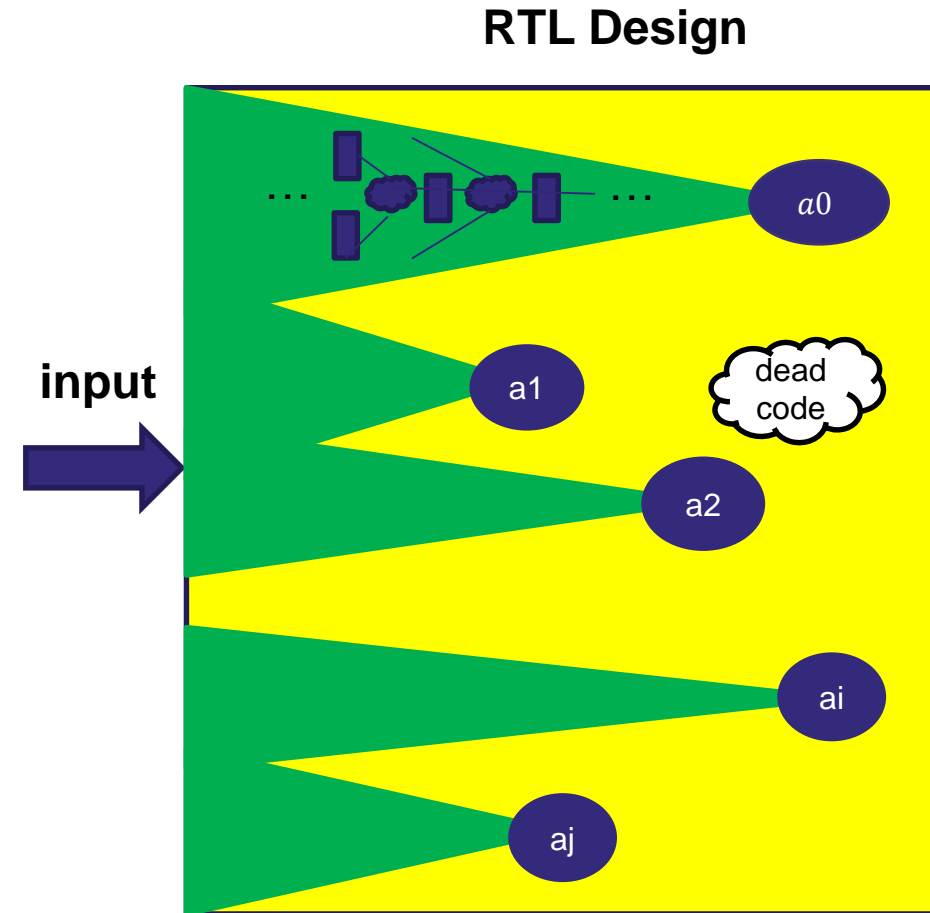 RTL Design
... ...
a0
input
a1
dead
code
a2
ai
aj